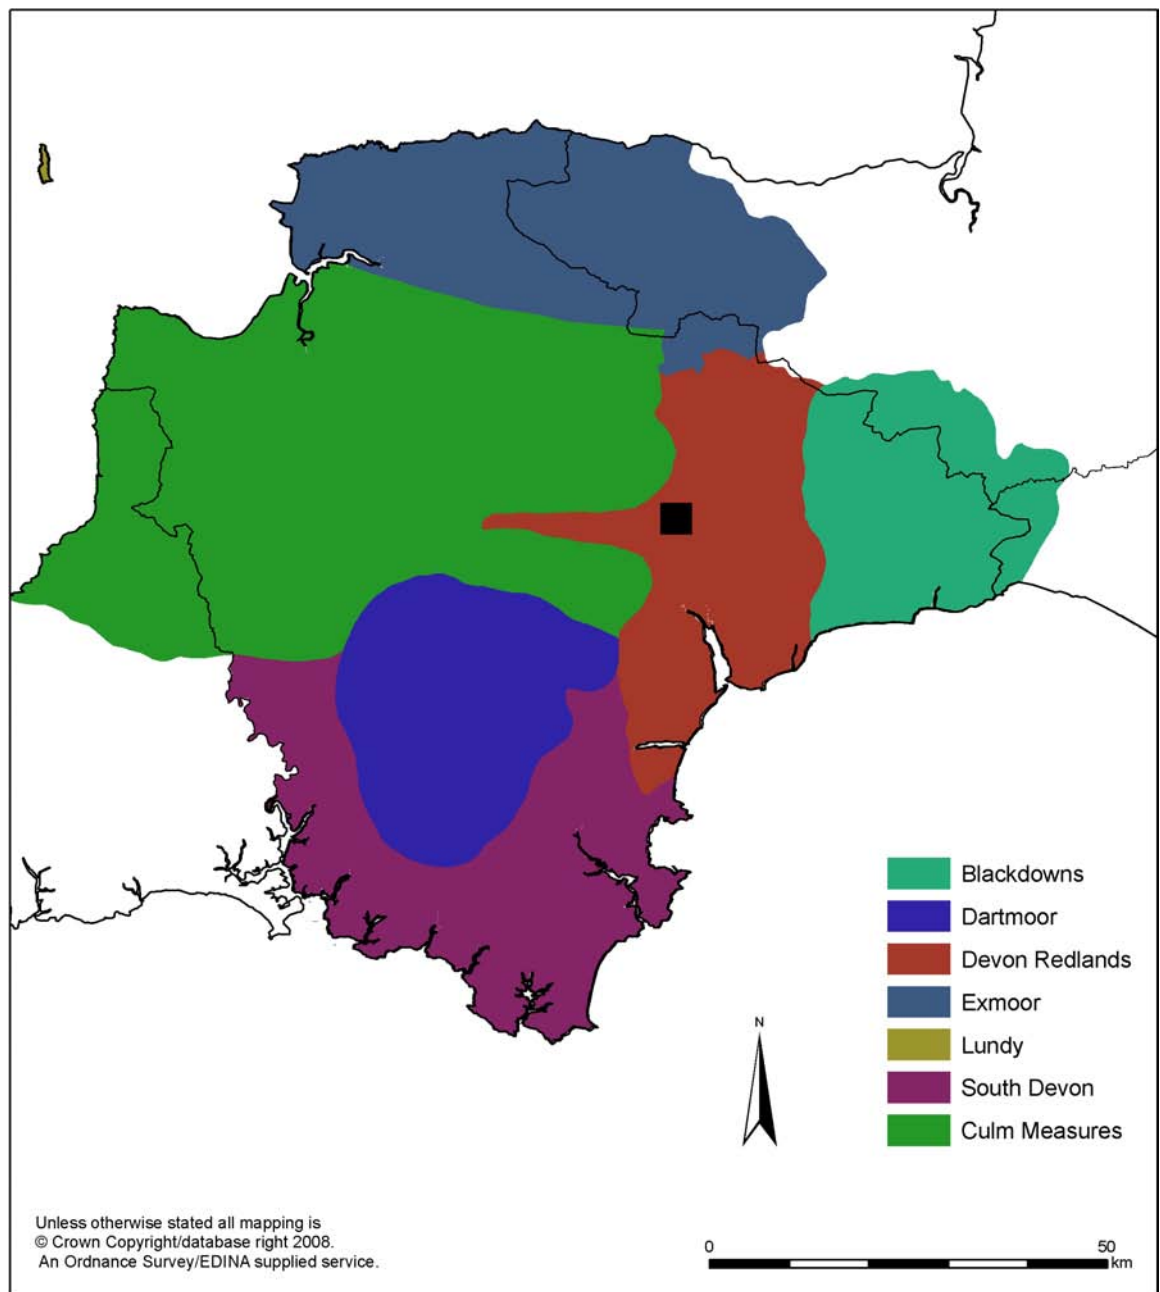 Blackdowns
Dartmoor
Devon Redlands
Exmoor
Lundy
South Devon
Culm Measures
N
Unless otherwise stated all mapping is
© Crown Copyright/database right 2008.
An Ordnance Survey/EDINA supplied service.
0 50
km